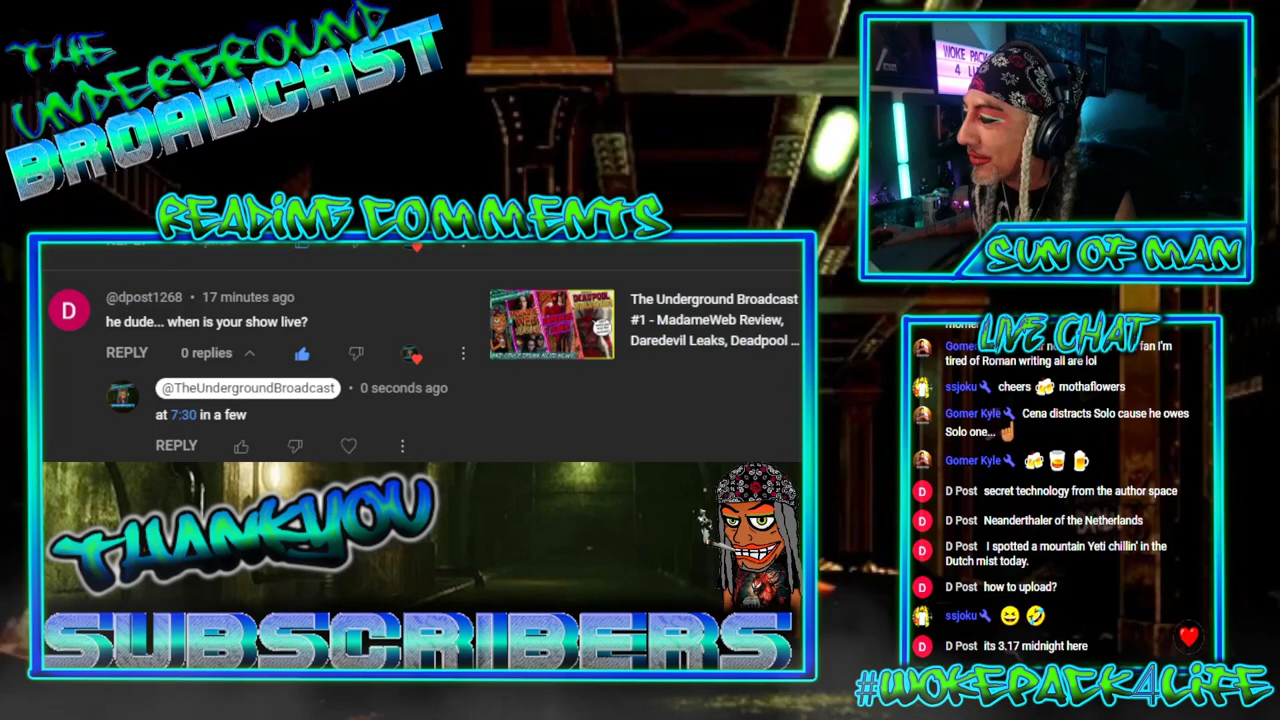 THE
UNDERGROUND
BROADCAST
READING COMMENTS
@dpost1268 • 17 minutes ago
he dude... when is your show live?
REPLY 0 replies
D
The Underground Broadcast
#1 - MadameWeb Review,
Daredevil Leaks, Deadpool ...
DEADPOOL
@TheUndergroundBroadcast • 0 seconds ago
at 7:30 in a few
REPLY
THANKYOU
SUBSCRIBERS
WOKE PACK
4 LI
SUN OF MAN
LIVE CHAT
fan I'm
tired of Roman writing all are lol
ssjoku cheers 🍻 mothaflowers
Gomer Kyle Cena distracts Solo cause he owes
Solo one... ☝
Gomer Kyle 🍻 🥃 🍺
D D Post secret technology from the author space
D D Post Neanderthaler of the Netherlands
D D Post I spotted a mountain Yeti chillin' in the
Dutch mist today.
D D Post how to upload?
ssjoku 😆 🤣
D D Post its 3.17 midnight here
#WOKEPACK4LIFE